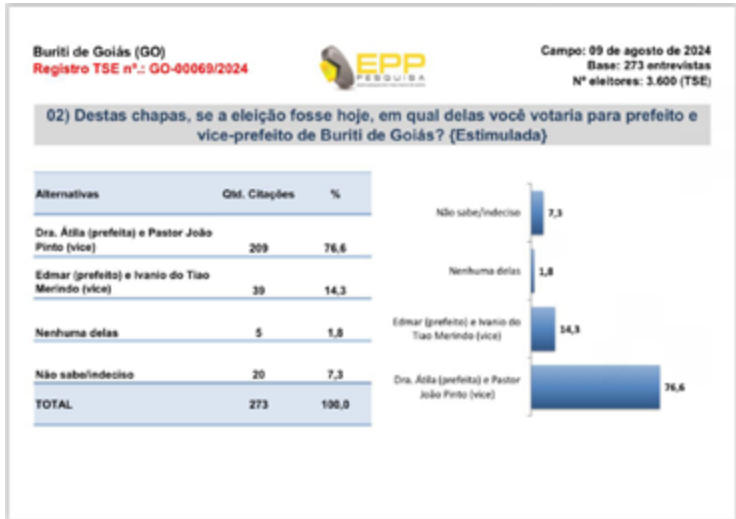 Buriti de Goiás (GO)
Registro TSE nº.: GO-00069/2024
EPP
PESQUISA
Campo: 09 de agosto de 2024
Base: 273 entrevistas
Nº eleitores: 3.600 (TSE)
02) Destas chapas, se a eleição fosse hoje, em qual delas você votaria para prefeito e
vice-prefeito de Buriti de Goiás? {Estimulada}
Alternativas Qtd. Citações %
Dra. Átila (prefeita) e Pastor João
Pinto (vice) 209 76,6
Edmar (prefeito) e Ivanio do Tiao
Merindo (vice) 39 14,3
Nenhuma delas 5 1,8
Não sabe/indeciso 20 7,3
TOTAL 273 100,0
Não sabe/indeciso 7,3
Nenhuma delas 1,8
Edmar (prefeito) e Ivanio do
Tiao Merindo (vice) 14,3
Dra. Átila (prefeita) e Pastor
João Pinto (vice) 76,6